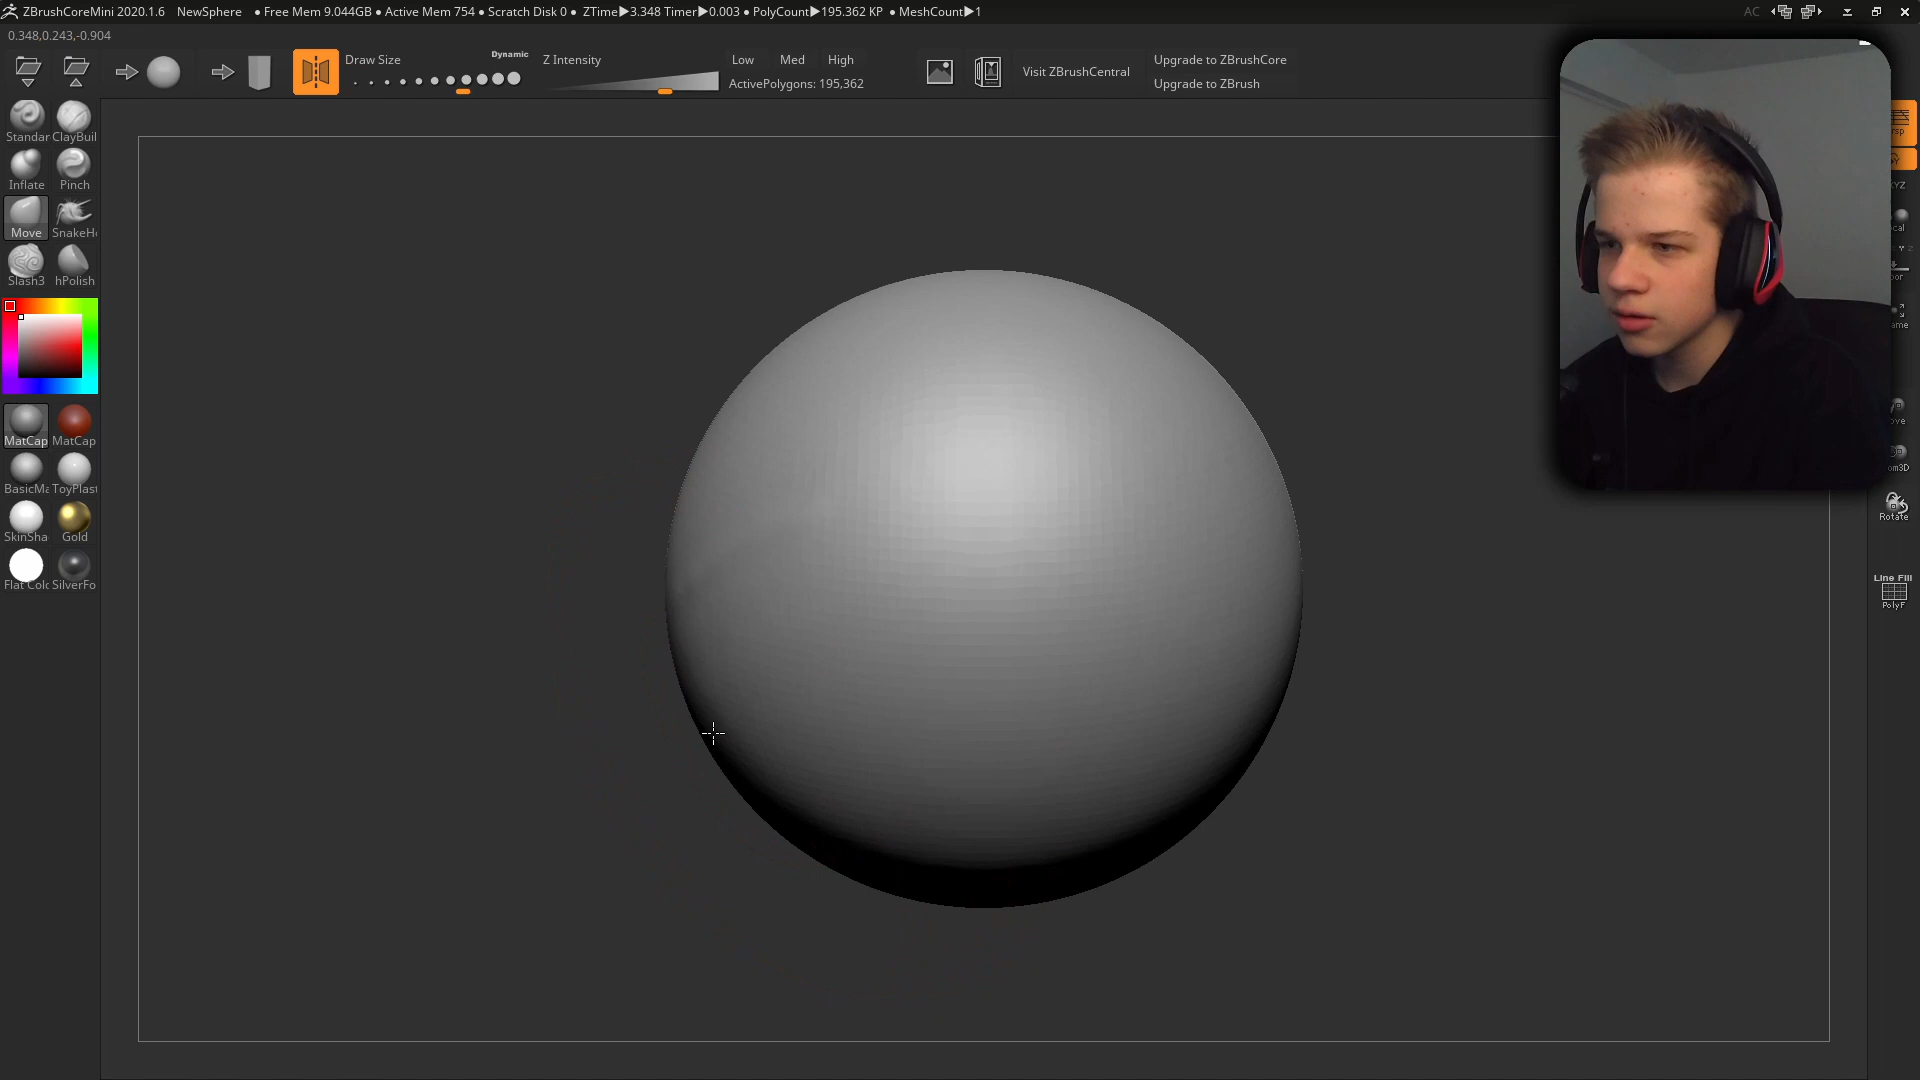 ZBrushCoreMini 2020.1.6 NewSphere ● Free Mem 9.044GB ● Active Mem 754 ● Scratch Disk 0 ● ZTime▶3.348 Timer▶0.003 ● PolyCount▶195.362 KP ● MeshCount▶1 AC
0.348,0.243,-0.904
Draw Size Dynamic Z Intensity Low Med High
ActivePolygons: 195,362
Visit ZBrushCentral
Upgrade to ZBrushCore
Upgrade to ZBrush
Standar ClayBuil
Inflate Pinch
Move SnakeHo
Slash3 hPolish
MatCap MatCap
BasicMa ToyPlast
SkinSha Gold
Flat Colo SilverFo
Rotate
Line Fill
PolyF